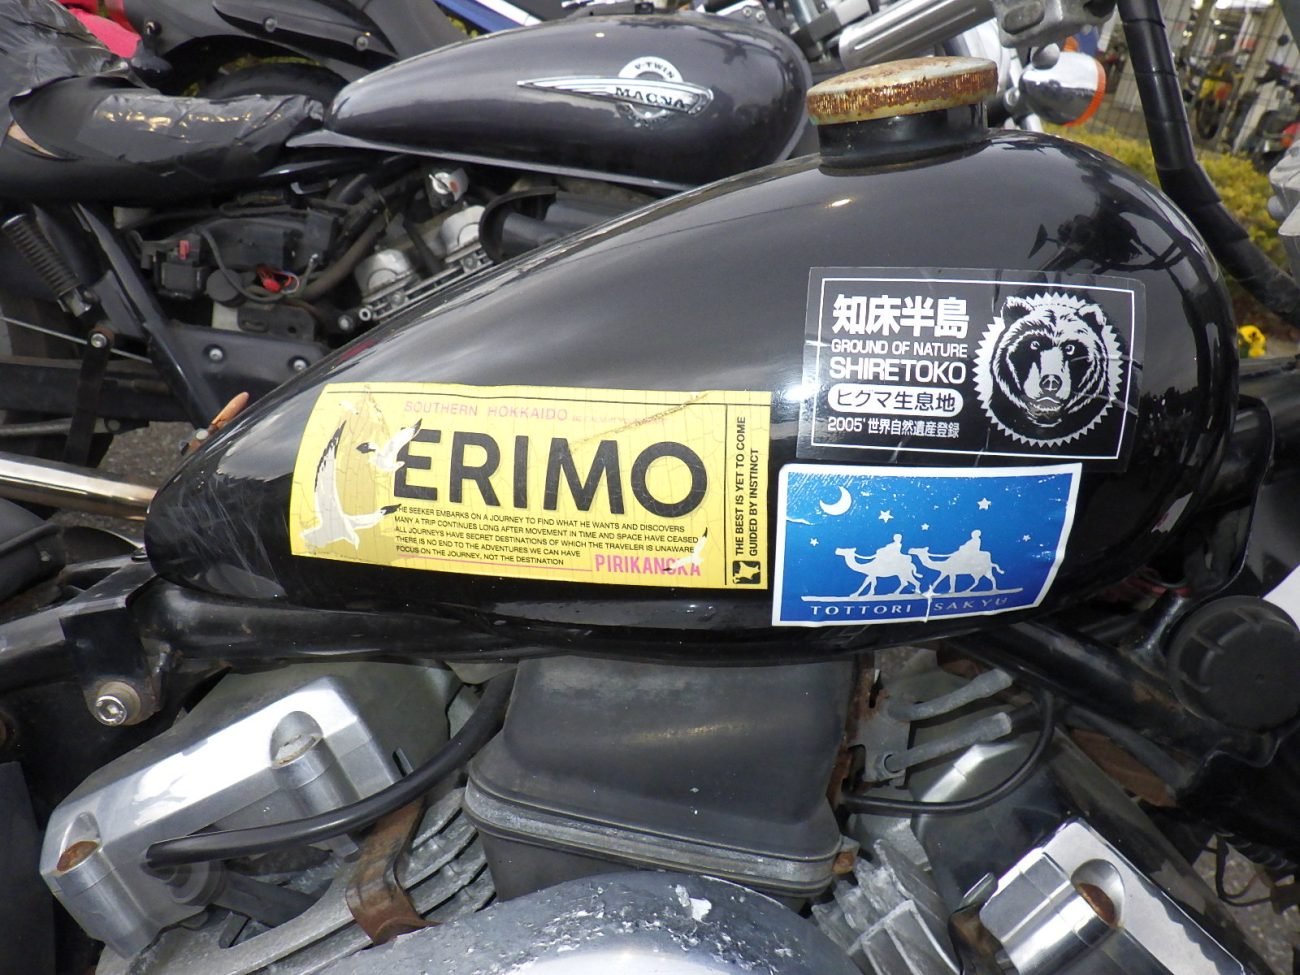 V-TWIN
MAGNA
知床半島
GROUND OF NATURE
SHIRETOKO
ヒグマ生息地
2005' 世界自然遺産登録
SOUTHERN HOKKAIDO
ERIMO
THE SEEKER EMBARKS ON A JOURNEY TO FIND WHAT HE WANTS AND DISCOVERS
MANY A TRIP CONTINUES LONG AFTER MOVEMENT IN TIME AND SPACE HAVE CEASED
ALL JOURNEYS HAVE SECRET DESTINATIONS OF WHICH THE TRAVELER IS UNAWARE
THERE IS NO END TO THE ADVENTURES WE CAN HAVE
FOCUS ON THE JOURNEY, NOT THE DESTINATION
PIRIKANOKA
THE BEST IS YET TO COME
GUIDED BY INSTINCT
TOTTORI SAKYU